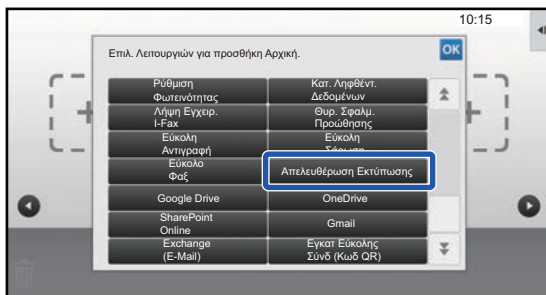 10:15
Επιλ. Λειτουργιών για προσθήκη Αρχική.
OK
Ρύθμιση
Φωτεινότητας
Κατ. Ληφθέντ.
Δεδομένων
Λήψη Εγχειρ.
I-Fax
Θυρ. Σφαλμ.
Προώθησης
Εύκολη
Αντιγραφή
Εύκολη
Σάρωση
Εύκολο
Φαξ
Απελευθέρωση Εκτύπωσης
Google Drive
OneDrive
SharePoint
Online
Gmail
Exchange
(E-Mail)
Εγκατ Εύκολης
Σύνδ (Κωδ QR)